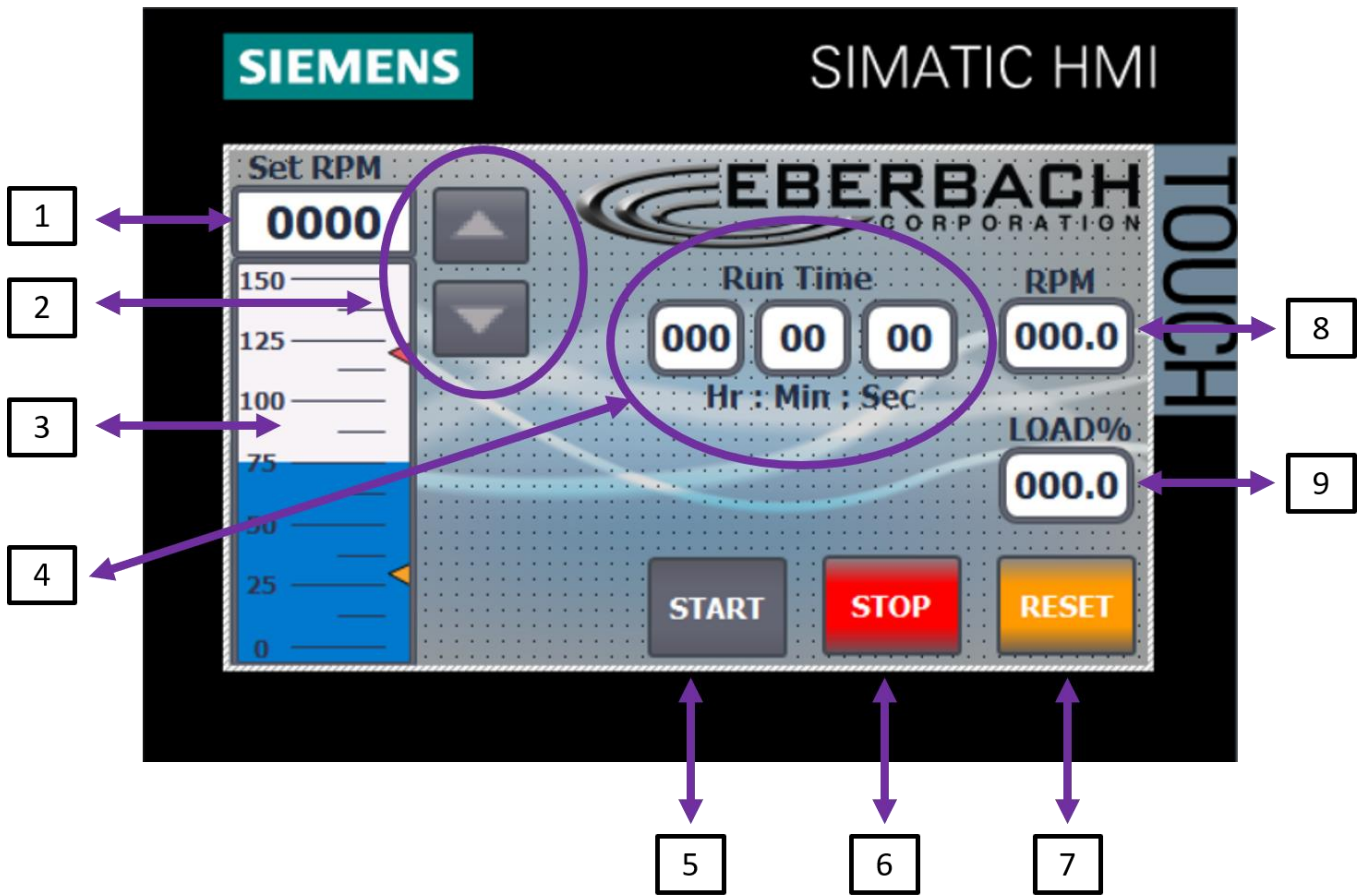 SIEMENS
SIMATIC HMI
TOUCH
Set RPM
0000
EBERBACH
CORPORATION
150
125
100
75
50
25
0
Run Time
000 00 00
Hr : Min : Sec
RPM
000.0
LOAD%
000.0
START
STOP
RESET
1
2
3
4
5
6
7
8
9